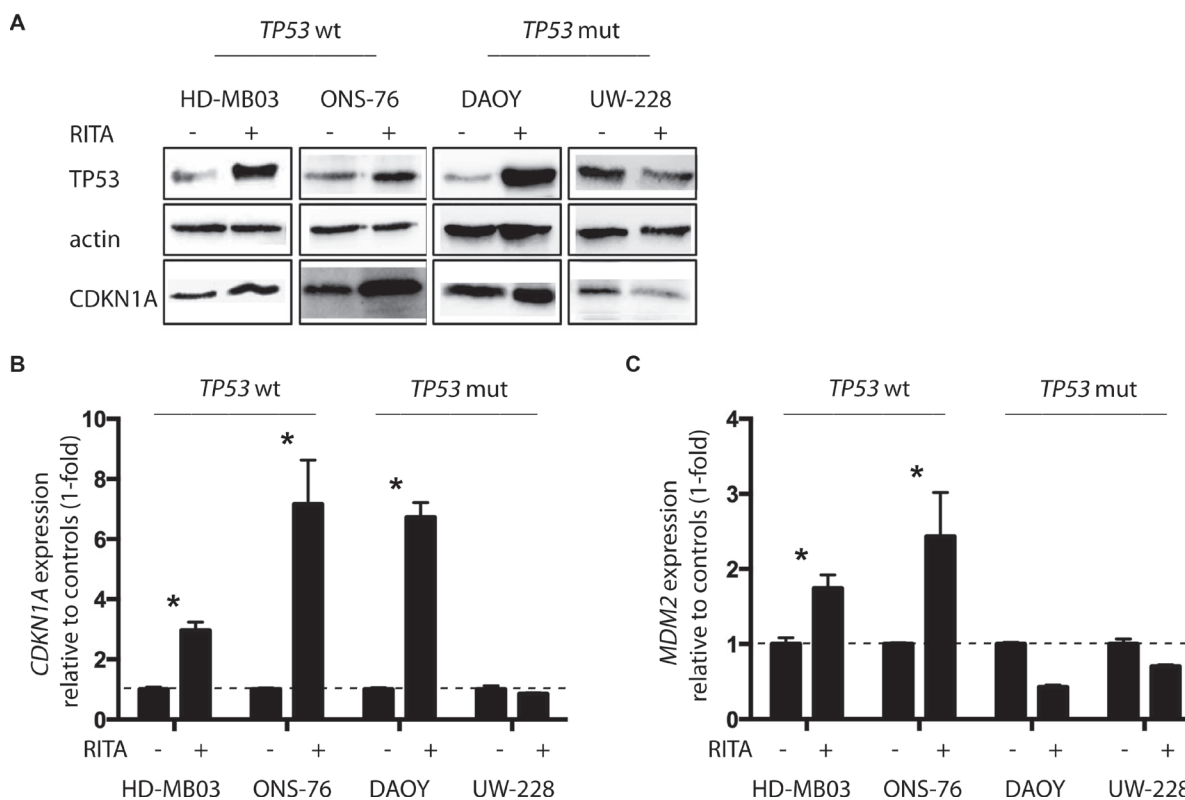 A
TP53 wt TP53 mut
HD-MB03 ONS-76 DAOY UW-228
RITA - + - + - + - +
TP53
actin
CDKN1A
B
TP53 wt TP53 mut
CDKN1A expression
relative to controls (1-fold)
10
8
6
4
2
0
* * *
RITA - + - + - + - +
HD-MB03 ONS-76 DAOY UW-228
C
TP53 wt TP53 mut
MDM2 expression
relative to controls (1-fold)
4
3
2
1
0
* *
RITA - + - + - + - +
HD-MB03 ONS-76 DAOY UW-228